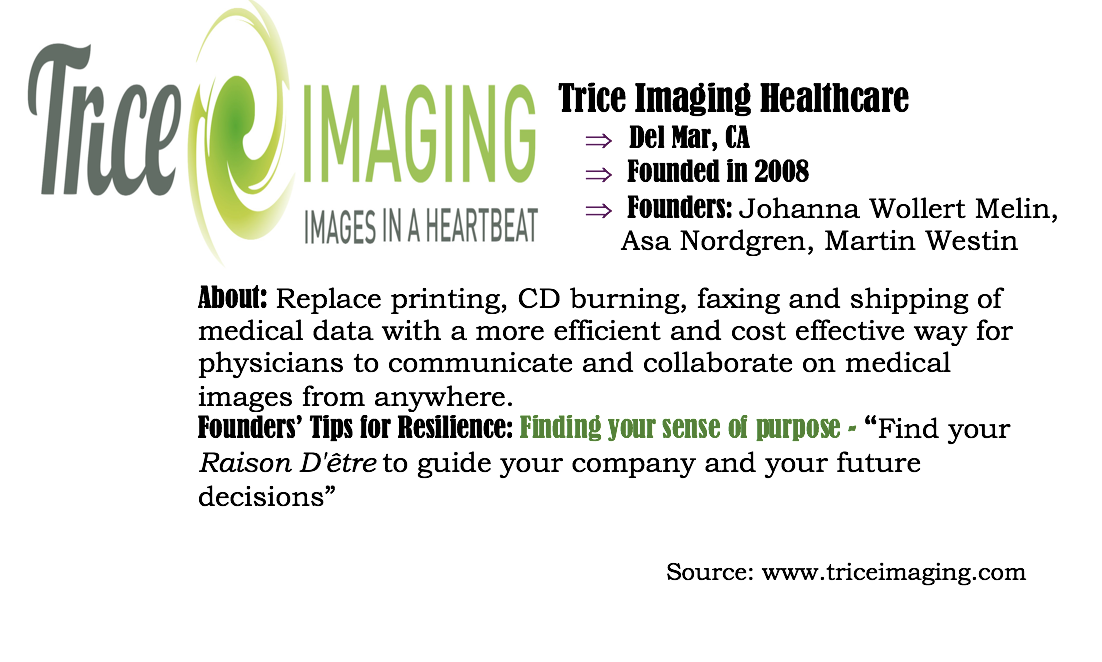 Trice IMAGING
IMAGES IN A HEARTBEAT
Trice Imaging Healthcare
⇒ Del Mar, CA
⇒ Founded in 2008
⇒ Founders: Johanna Wollert Melin,
Asa Nordgren, Martin Westin
About: Replace printing, CD burning, faxing and shipping of
medical data with a more efficient and cost effective way for
physicians to communicate and collaborate on medical
images from anywhere.
Founders’ Tips for Resilience: Finding your sense of purpose - “Find your
Raison D'être to guide your company and your future
decisions”
Source: www.triceimaging.com